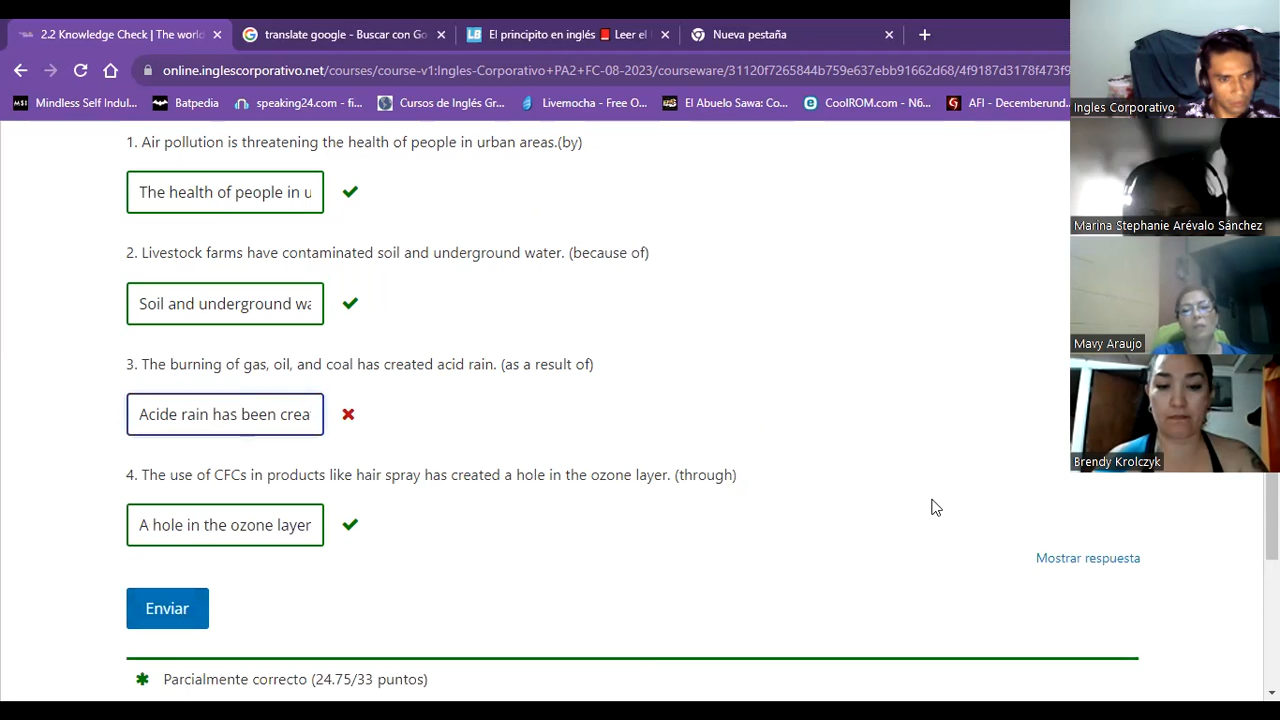 2.2 Knowledge Check | The world
translate google - Buscar con Go
El principito en inglés 📕 Leer el
Nueva pestaña
online.inglescorporativo.net/courses/course-v1:Ingles-Corporativo+PA2+FC-08-2023/courseware/31120f7265844b759e637ebb91662d68/4f9187d3178f473f9
Mindless Self Indul...
Batpedia
speaking24.com - fi...
Cursos de Inglés Gr...
Livemocha - Free O...
El Abuelo Sawa: Co...
CoolROM.com - N6...
AFI - Decemberund...
1. Air pollution is threatening the health of people in urban areas.(by)
The health of people in u
2. Livestock farms have contaminated soil and underground water. (because of)
Soil and underground wa
3. The burning of gas, oil, and coal has created acid rain. (as a result of)
Acide rain has been crea
4. The use of CFCs in products like hair spray has created a hole in the ozone layer. (through)
A hole in the ozone layer
Mostrar respuesta
Enviar
Parcialmente correcto (24.75/33 puntos)
Ingles Corporativo
Marina Stephanie Arévalo Sánchez
Mavy Araujo
Brendy Krolczyk